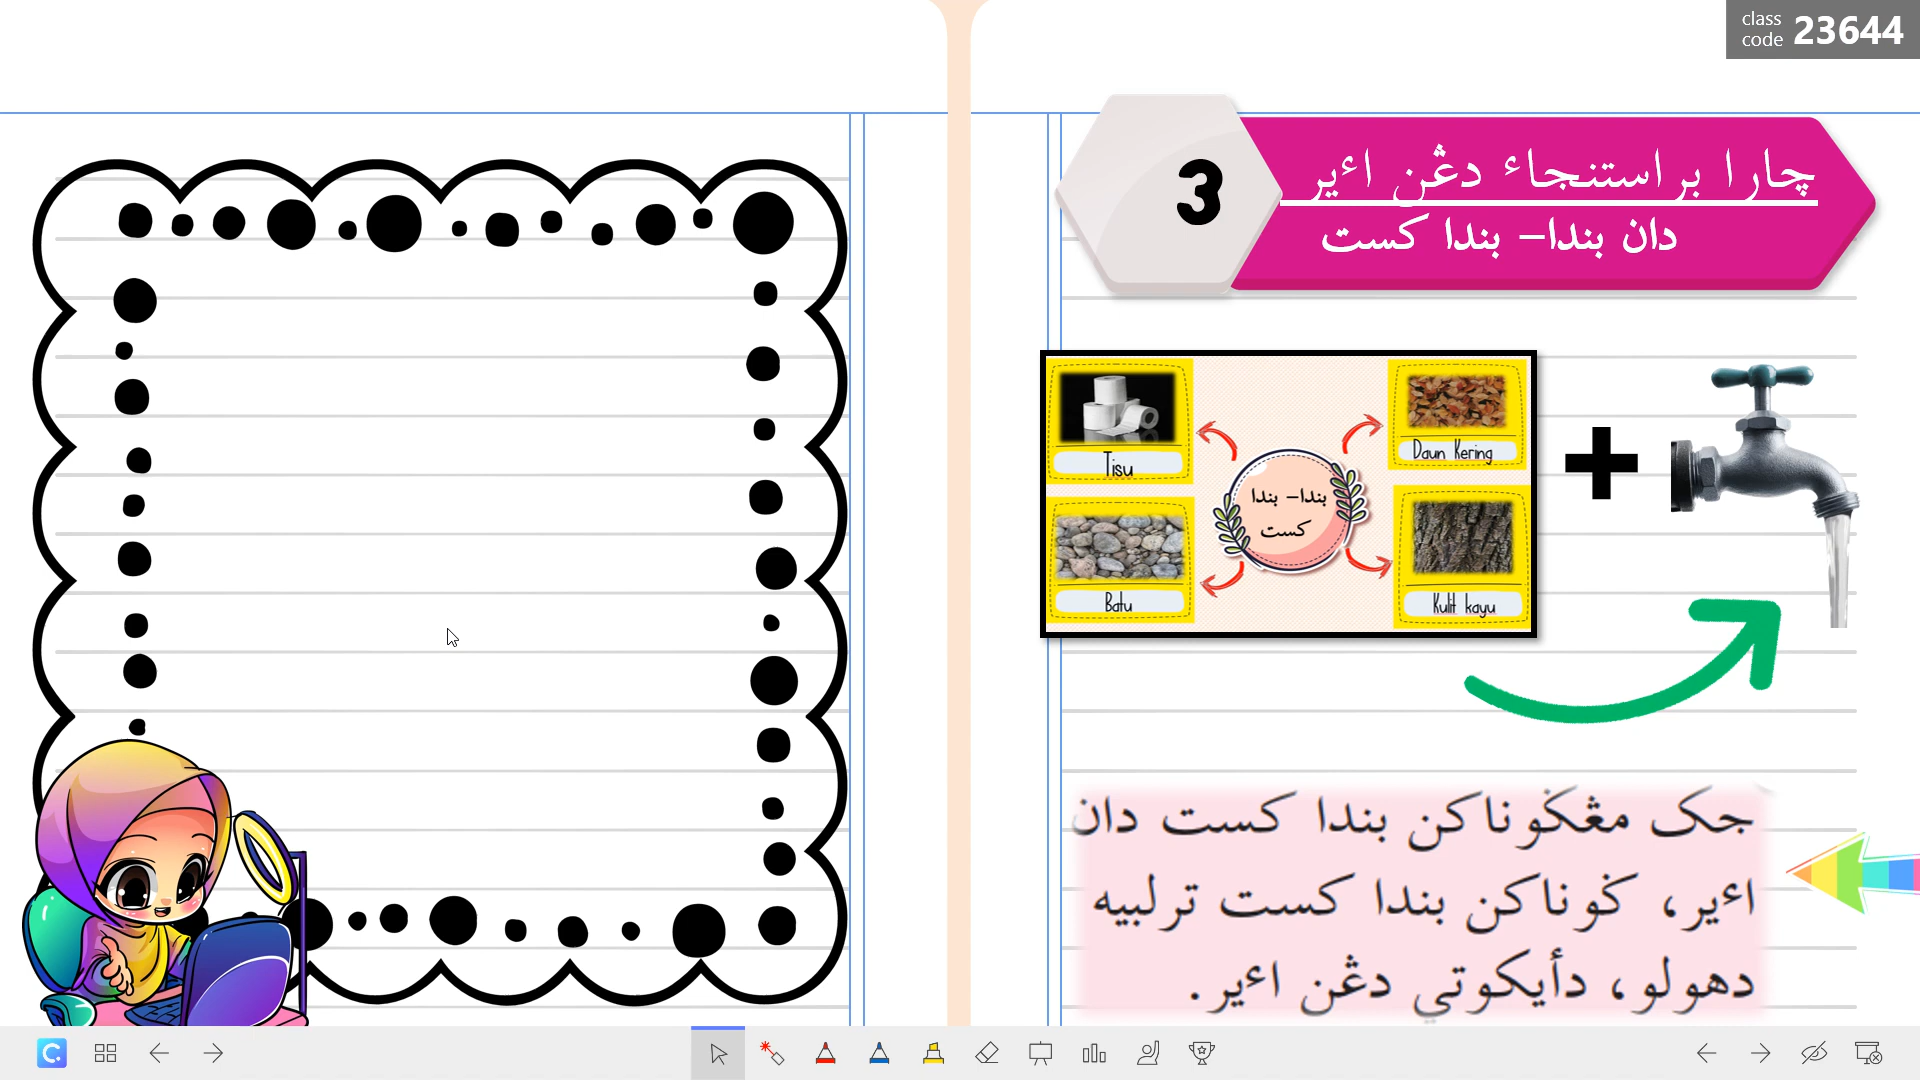 class
code 23644
3
چارا براستنجاء دڠن اءير
دان بندا– بندا كست
Tisu
Daun Kering
بندا– بندا
كست
Batu
Kulit kayu
جک مڠݢوناکن بندا کست دان
اءير، ݢوناکن بندا کست ترلبيه
دهولو، دأيکوتي دڠن اءير.